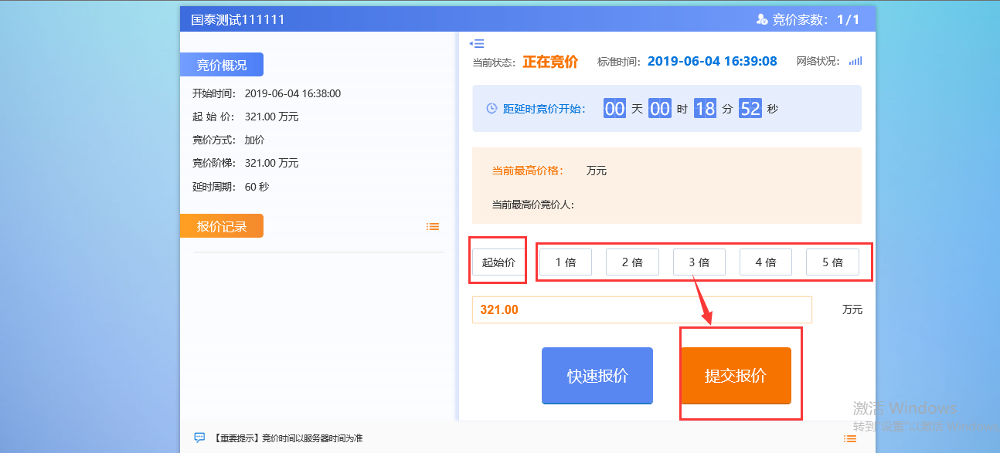 国泰测试111111
竞价家数：1/1
竞价概况
开始时间： 2019-06-04 16:38:00
起 始 价： 321.00 万元
竞价方式： 加价
竞价阶梯： 321.00 万元
延时周期： 60 秒
报价记录
当前状态： 正在竞价 标准时间： 2019-06-04 16:39:08 网络状况：
距延时竞价开始： 00 天 00 时 18 分 52 秒
当前最高价格： 万元
当前最高价竞价人：
起始价 1 倍 2 倍 3 倍 4 倍 5 倍
321.00 万元
快速报价 提交报价
激活 Windows
转到"设置"以激活 Windows
【重要提示】竞价时间以服务器时间为准